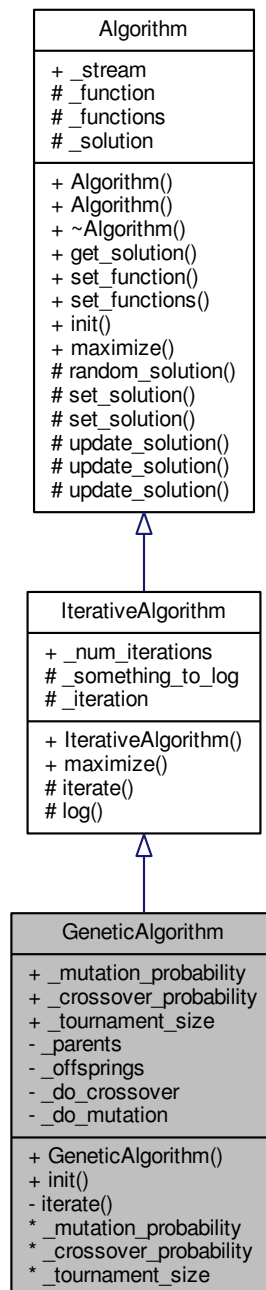 Algorithm
+ _stream
# _function
# _functions
# _solution
+ Algorithm()
+ Algorithm()
+ ~Algorithm()
+ get_solution()
+ set_function()
+ set_functions()
+ init()
+ maximize()
# random_solution()
# set_solution()
# set_solution()
# update_solution()
# update_solution()
# update_solution()
IterativeAlgorithm
+ _num_iterations
# _something_to_log
# _iteration
+ IterativeAlgorithm()
+ maximize()
# iterate()
# log()
GeneticAlgorithm
+ _mutation_probability
+ _crossover_probability
+ _tournament_size
- _parents
- _offsprings
- _do_crossover
- _do_mutation
+ GeneticAlgorithm()
+ init()
- iterate()
* _mutation_probability
* _crossover_probability
* _tournament_size